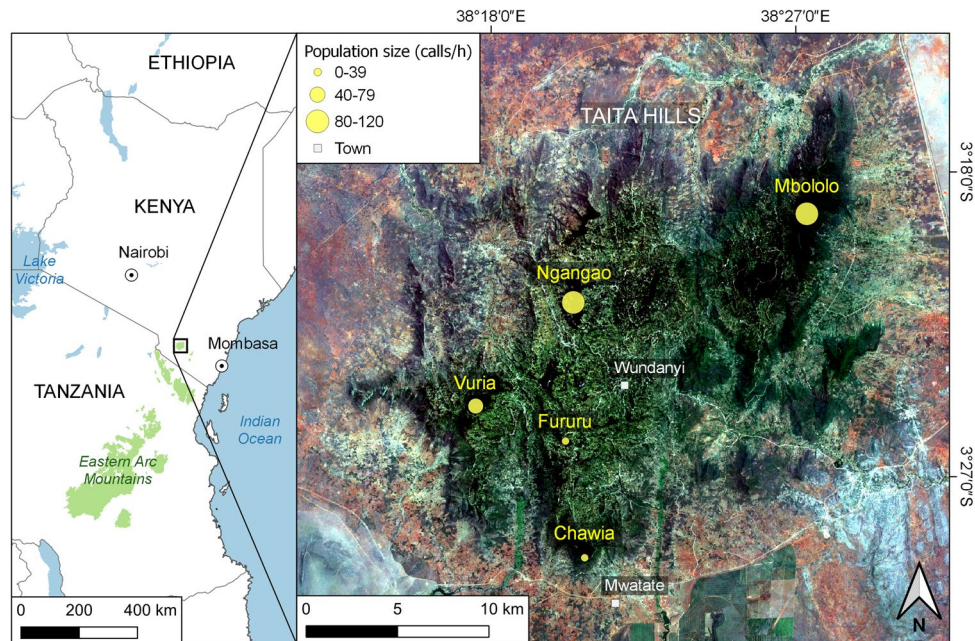 38°18'0"E
38°27'0"E
ETHIOPIA
KENYA
Nairobi
Lake
Victoria
Mombasa
TANZANIA
Indian
Ocean
Eastern Arc
Mountains
0 200 400 km
Population size (calls/h)
0-39
40-79
80-120
Town
TAITA HILLS
Mbololo
Ngangao
Wundanyi
Vuria
Fururu
Chawia
Mwatate
0 5 10 km
N
3°18'0"S
3°27'0"S